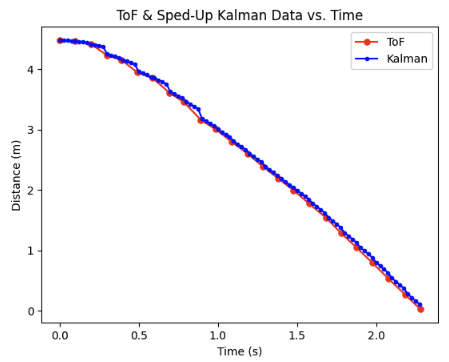 ToF & Sped-Up Kalman Data vs. Time
ToF
Kalman
Distance (m)
4
3
2
1
0
0.0 0.5 1.0 1.5 2.0
Time (s)